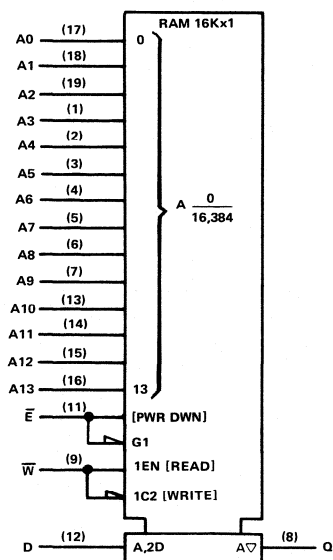 RAM 16Kx1
A0 (17) 0
A1 (18)
A2 (19)
A3 (1)
A4 (2)
A5 (3)
A6 (4)
A7 (5)
A 0/16,384
A8 (6)
A9 (7)
A10 (13)
A11 (14)
A12 (15)
A13 (16) 13
E̅ (11) [PWR DWN]
G1
W̅ (9) 1EN [READ]
1C2 [WRITE]
D (12) A,2D A▽ (8) Q